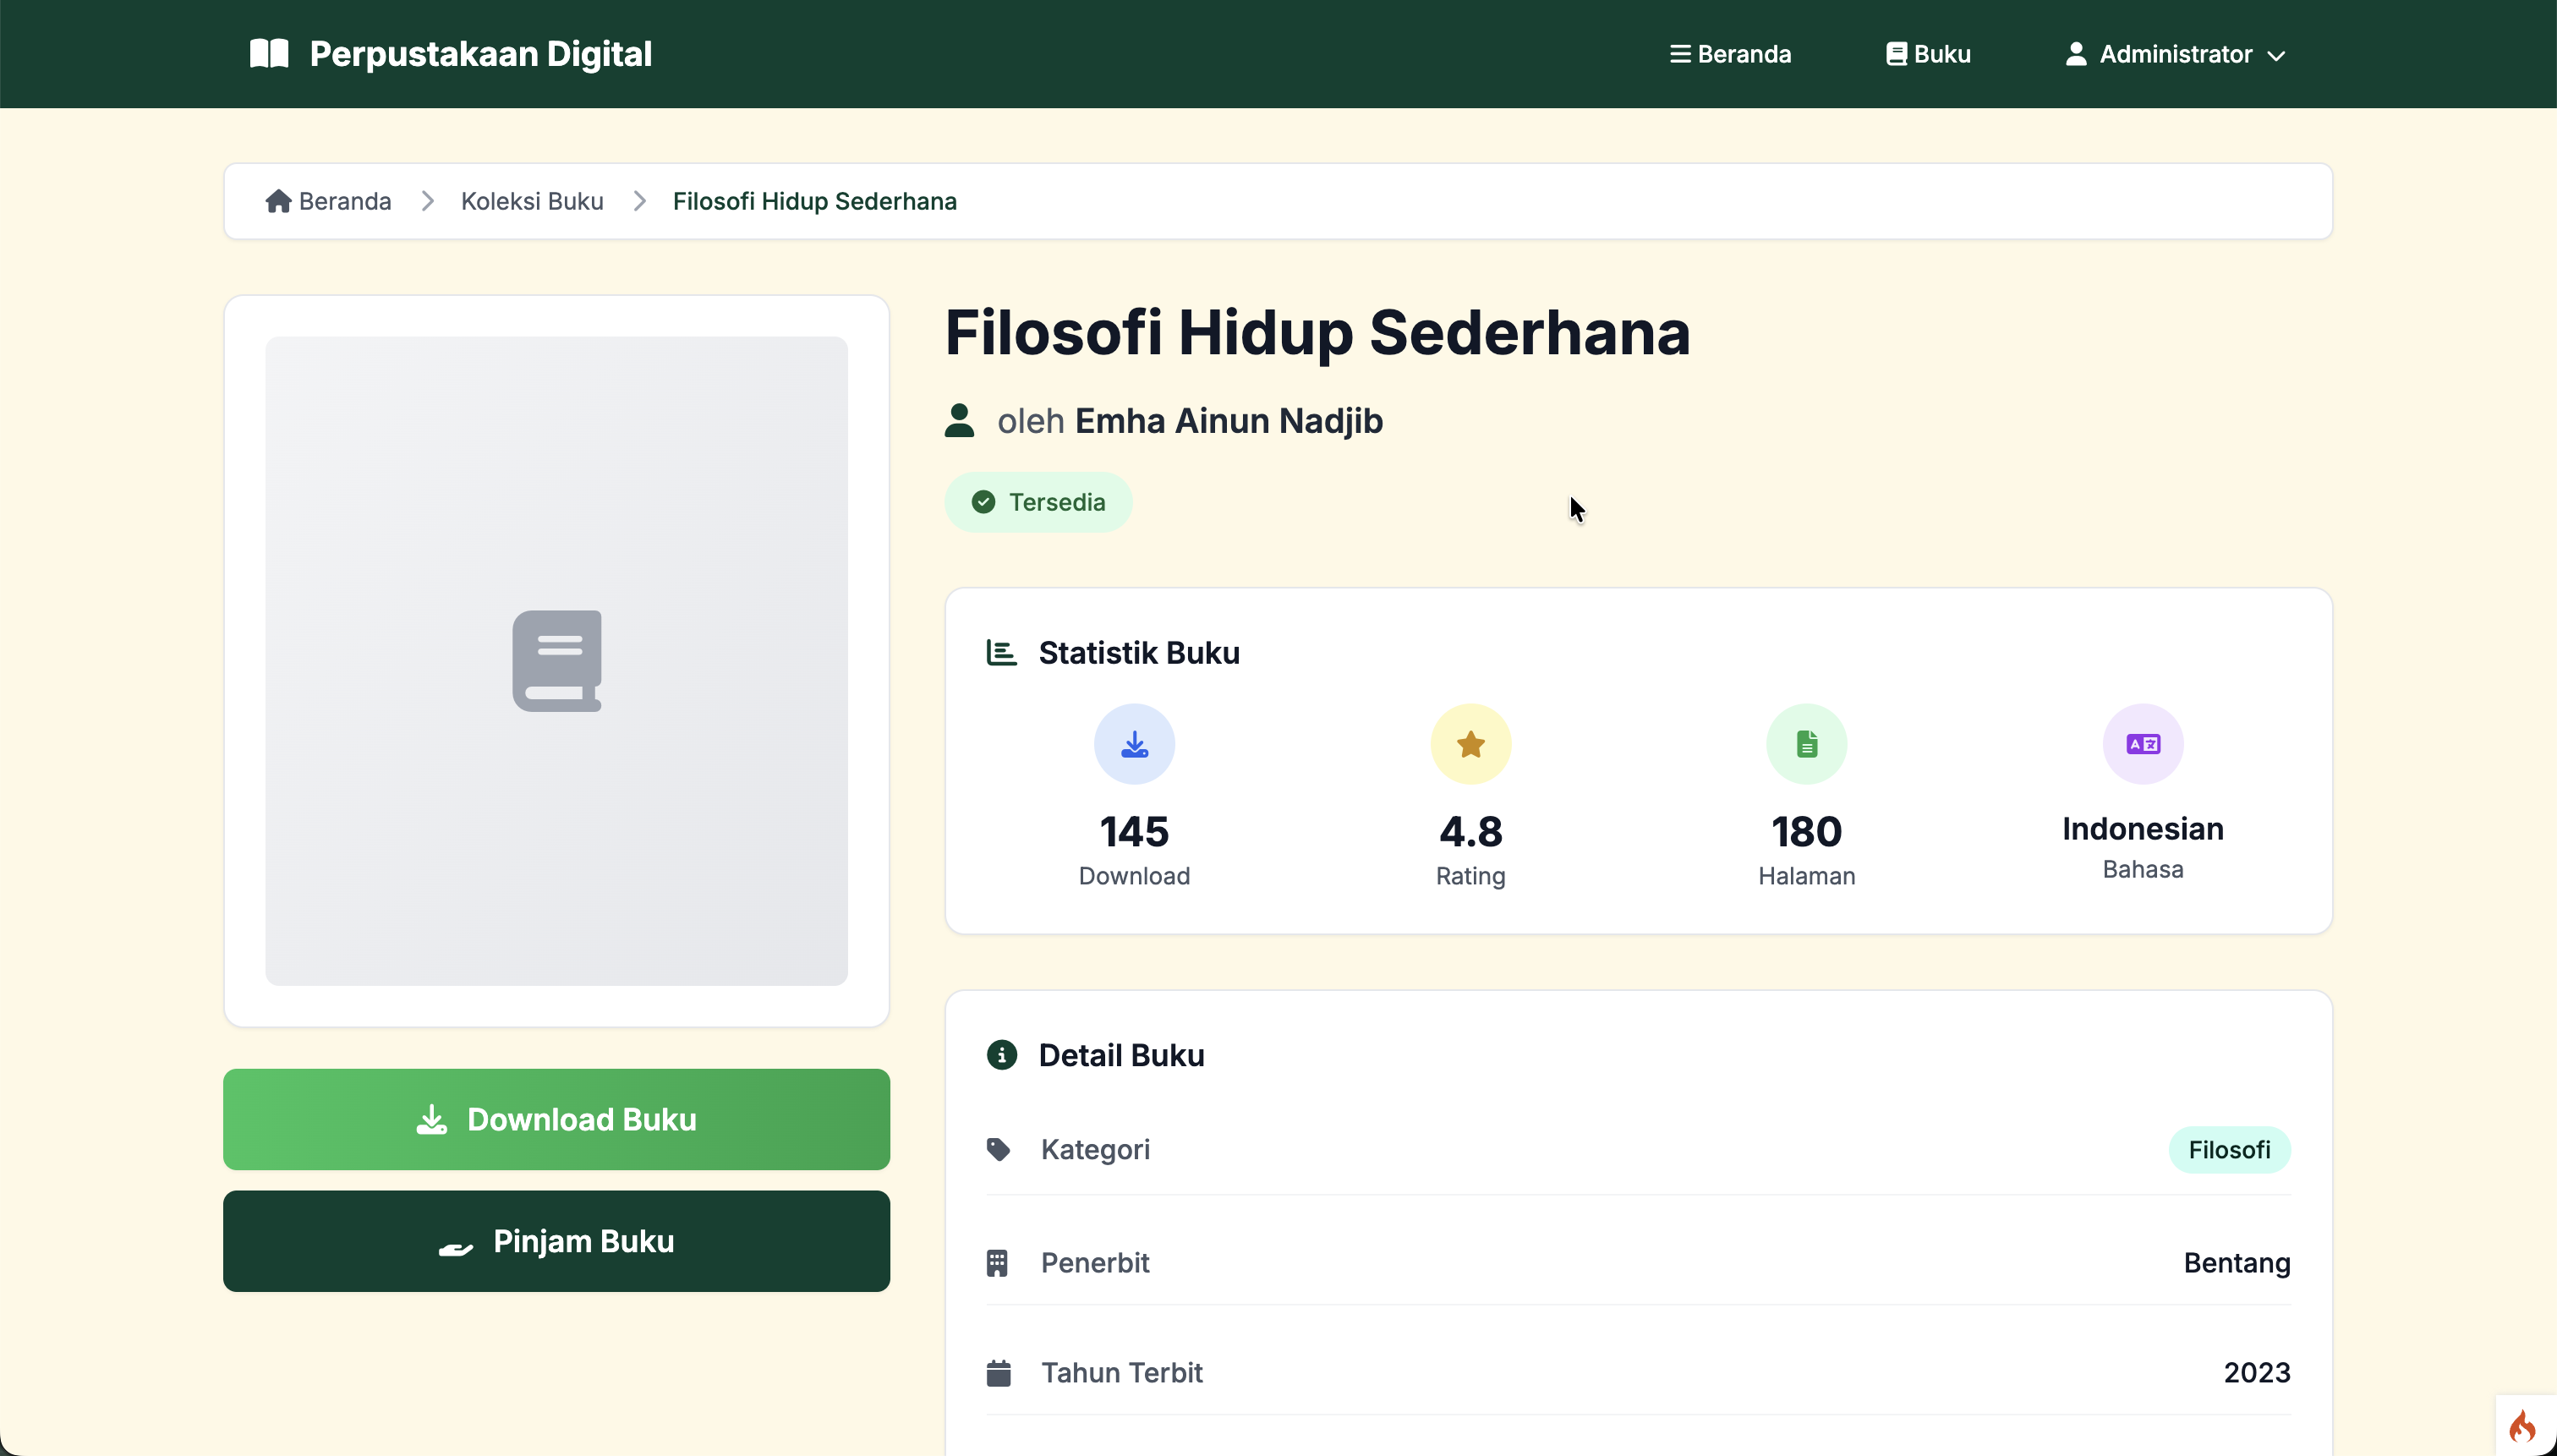 Perpustakaan Digital
Beranda
Buku
Administrator
Beranda
Koleksi Buku
Filosofi Hidup Sederhana
Filosofi Hidup Sederhana
oleh Emha Ainun Nadjib
Tersedia
Statistik Buku
145
Download
4.8
Rating
180
Halaman
Indonesian
Bahasa
Download Buku
Pinjam Buku
Detail Buku
Kategori
Filosofi
Penerbit
Bentang
Tahun Terbit
2023